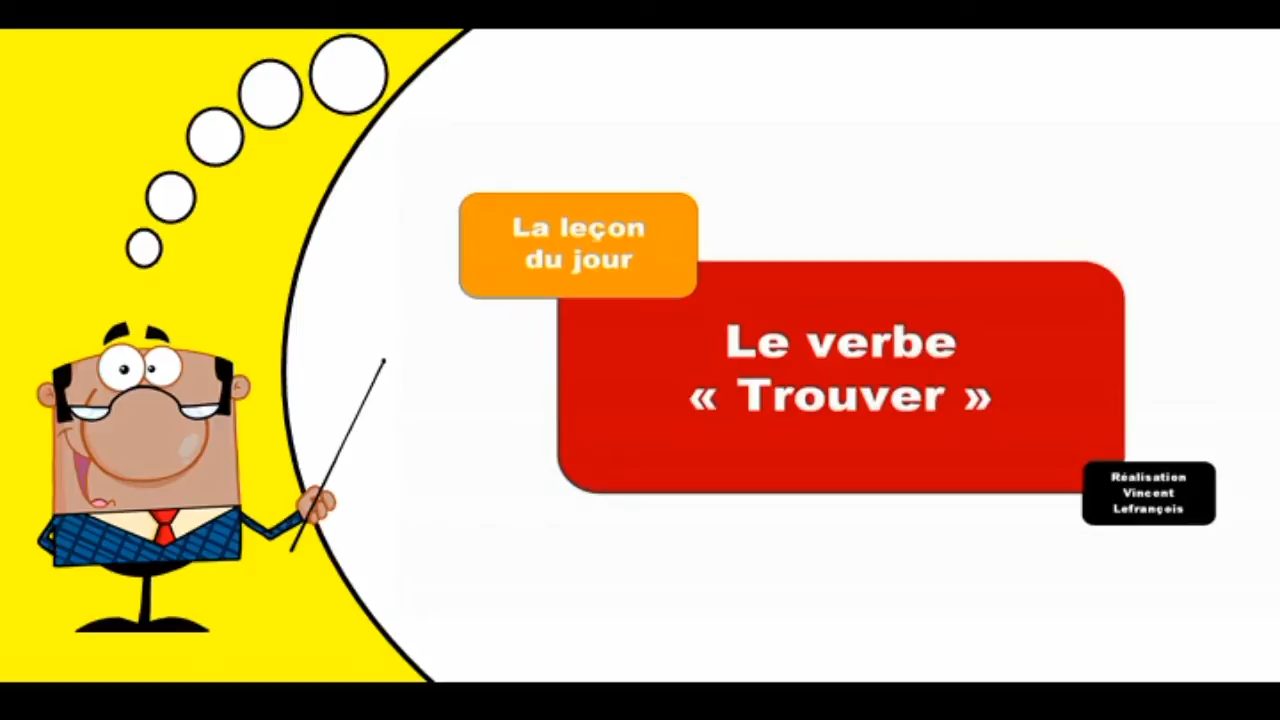 La leçon
du jour
Le verbe
« Trouver »
Réalisation
Vincent
Lefrançois